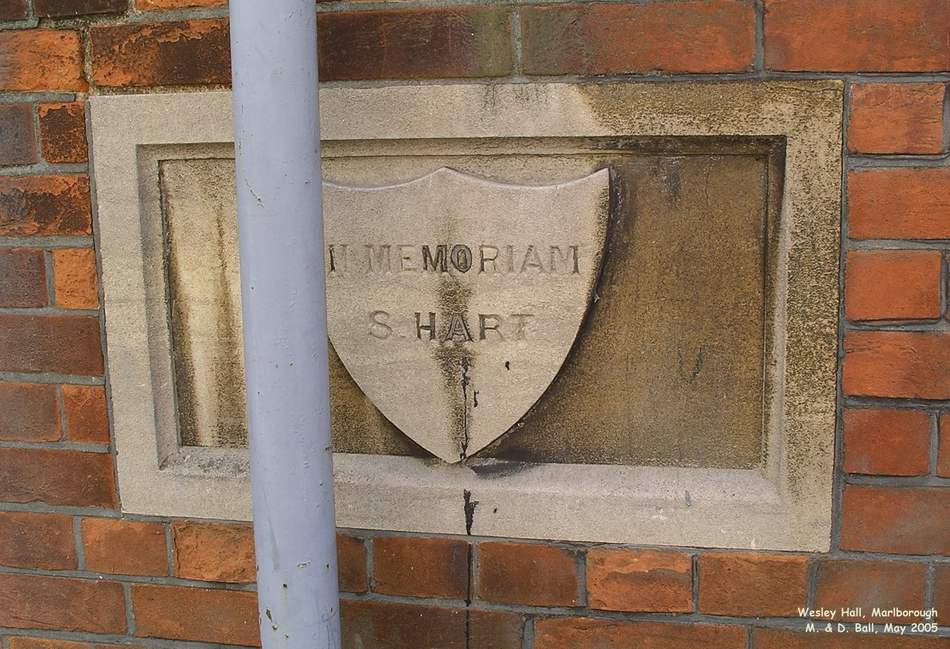 N MEMORIAM
S. HART
Wesley Hall, Marlborough
M. & D. Ball, May 2005